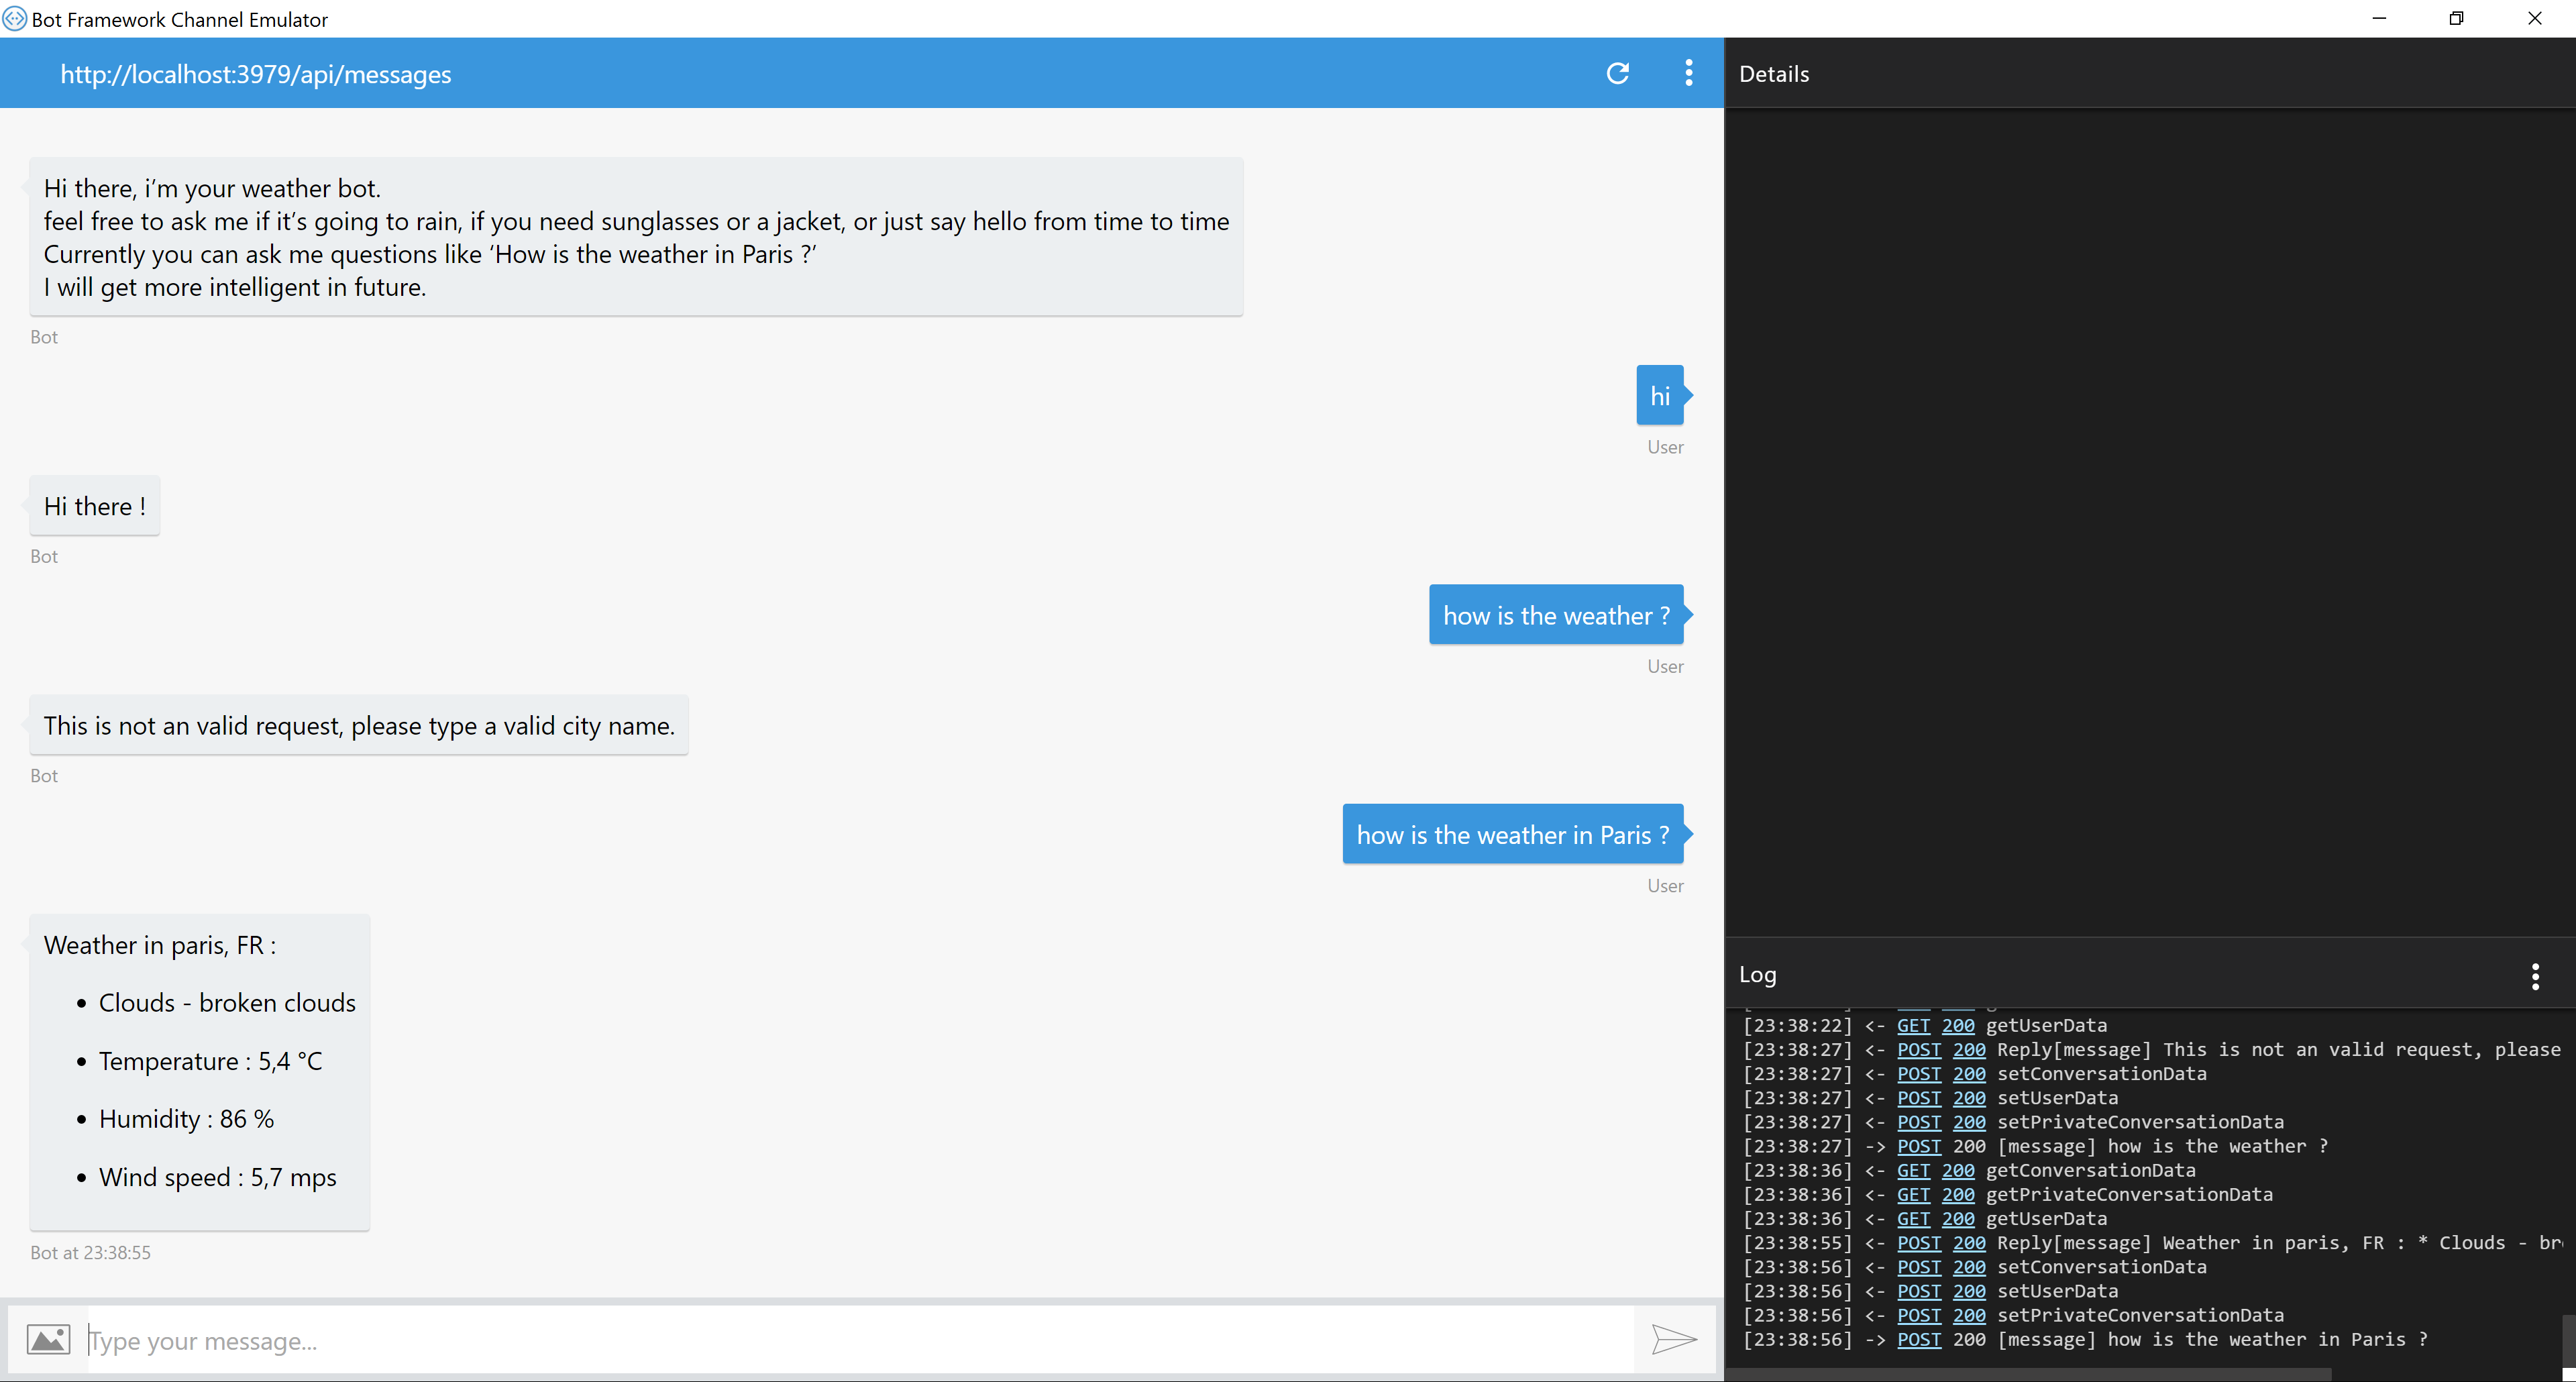 Bot Framework Channel Emulator
http://localhost:3979/api/messages
Hi there, i’m your weather bot.
feel free to ask me if it’s going to rain, if you need sunglasses or a jacket, or just say hello from time to time
Currently you can ask me questions like ‘How is the weather in Paris ?’
I will get more intelligent in future.
Bot
hi
User
Hi there !
Bot
how is the weather ?
User
This is not an valid request, please type a valid city name.
Bot
how is the weather in Paris ?
User
Weather in paris, FR :
• Clouds - broken clouds
• Temperature : 5,4 °C
• Humidity : 86 %
• Wind speed : 5,7 mps
Bot at 23:38:55
Type your message...
Details
Log
[23:38:22] <- GET 200 getUserData
[23:38:27] <- POST 200 Reply[message] This is not an valid request, please
[23:38:27] <- POST 200 setConversationData
[23:38:27] <- POST 200 setUserData
[23:38:27] <- POST 200 setPrivateConversationData
[23:38:27] -> POST 200 [message] how is the weather ?
[23:38:36] <- GET 200 getConversationData
[23:38:36] <- GET 200 getPrivateConversationData
[23:38:36] <- GET 200 getUserData
[23:38:55] <- POST 200 Reply[message] Weather in paris, FR : * Clouds - br
[23:38:56] <- POST 200 setConversationData
[23:38:56] <- POST 200 setUserData
[23:38:56] <- POST 200 setPrivateConversationData
[23:38:56] -> POST 200 [message] how is the weather in Paris ?